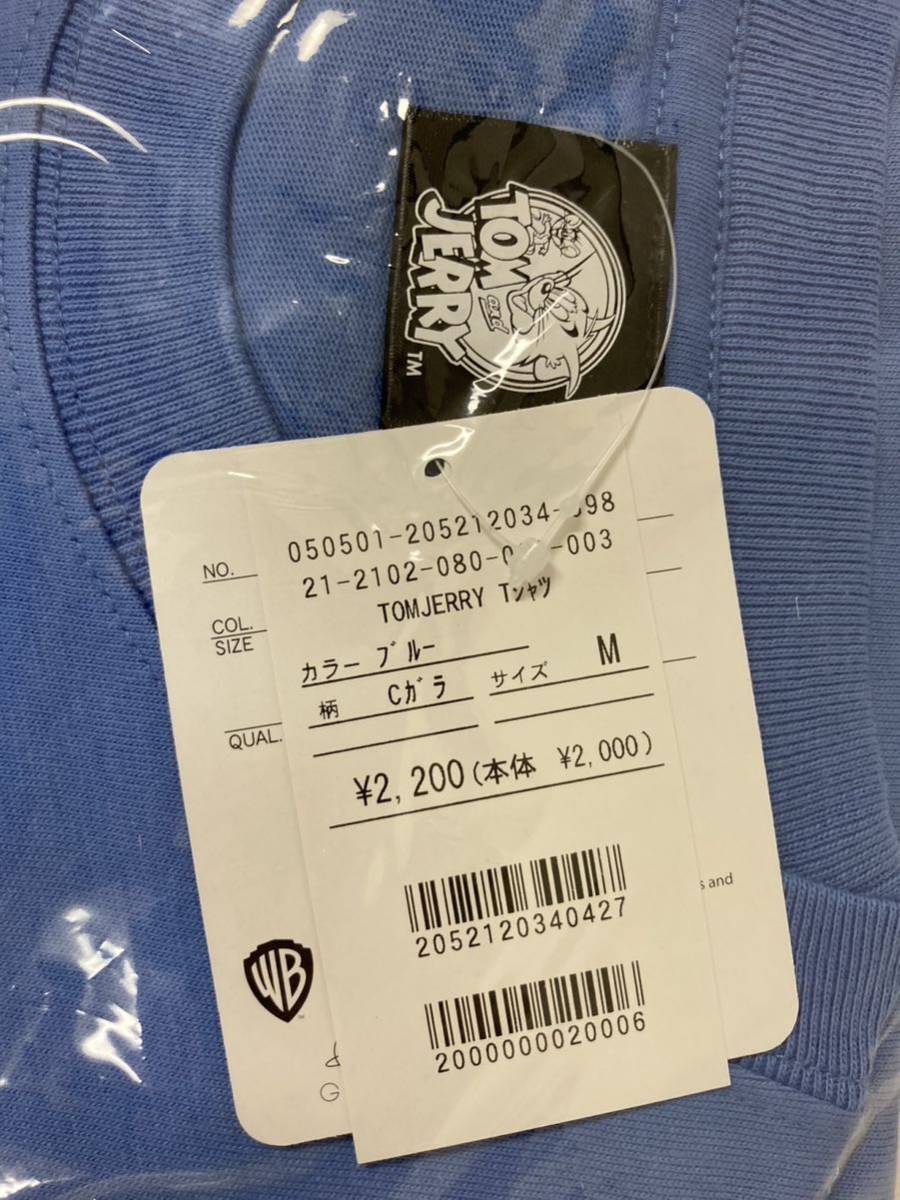 TOM
and
JERRY
TM
050501-205212034-
21-2102-080-
TOMJERRY Tシャツ
NO.
COL.
SIZE
QUAL.
カラー ブルー
柄 Cガラ サイズ M
¥2,200(本体 ¥2,000)
2052120340427
2000000020006
WB
s and